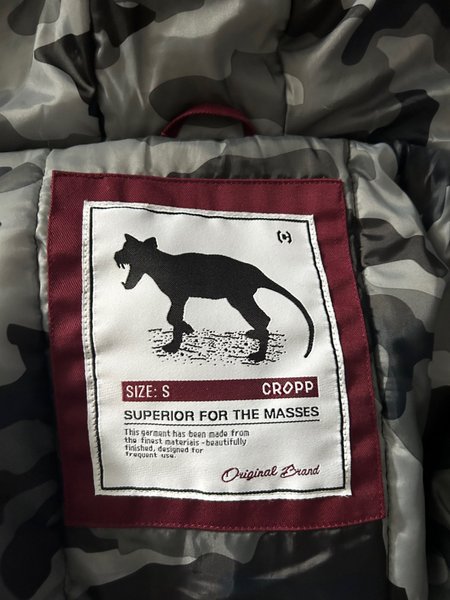 (C)
SIZE: S CROPP
SUPERIOR FOR THE MASSES
This garment has been made from
the finest materials -beautifully
finished, designed for
frequent use.
Original Brand